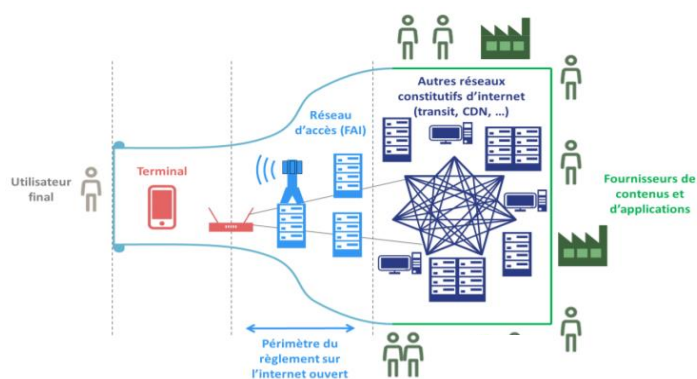 Utilisateur
final
Terminal
Réseau
d'accès (FAI)
Autres réseaux
constitutifs d'internet
(transit, CDN, ...)
Fournisseurs de
contenus et
d'applications
Périmètre du
règlement sur
l'internet ouvert